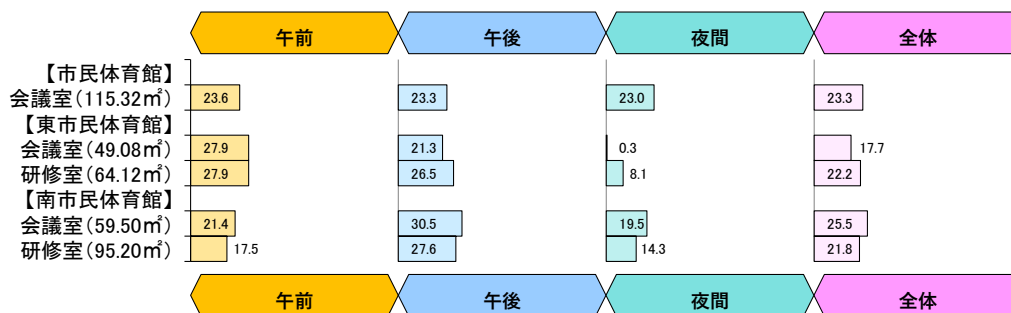 午前 午後 夜間 全体
【市民体育館】
会議室(115.32㎡) 23.6 23.3 23.0 23.3
【東市民体育館】
会議室(49.08㎡) 27.9 21.3 0.3 17.7
研修室(64.12㎡) 27.9 26.5 8.1 22.2
【南市民体育館】
会議室(59.50㎡) 21.4 30.5 19.5 25.5
研修室(95.20㎡) 17.5 27.6 14.3 21.8
午前 午後 夜間 全体